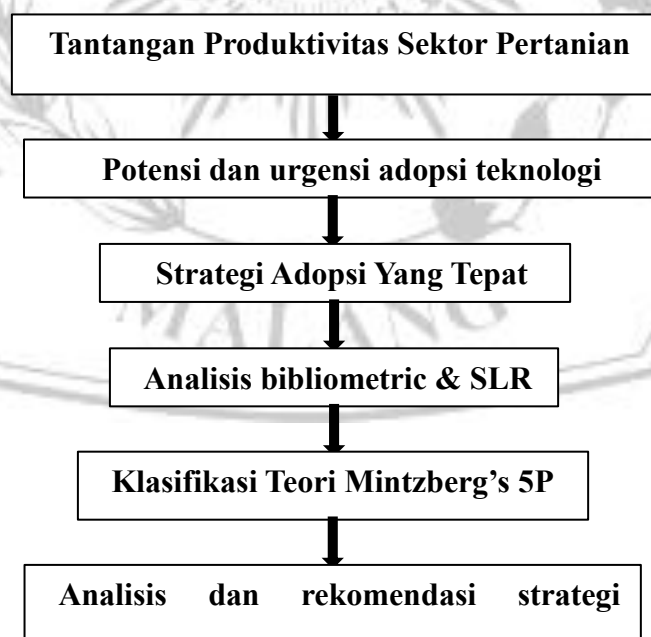 Tantangan Produktivitas Sektor Pertanian
Potensi dan urgensi adopsi teknologi
Strategi Adopsi Yang Tepat
MALANG
Analisis bibliometric & SLR
Klasifikasi Teori Mintzberg’s 5P
Analisis dan rekomendasi strategi